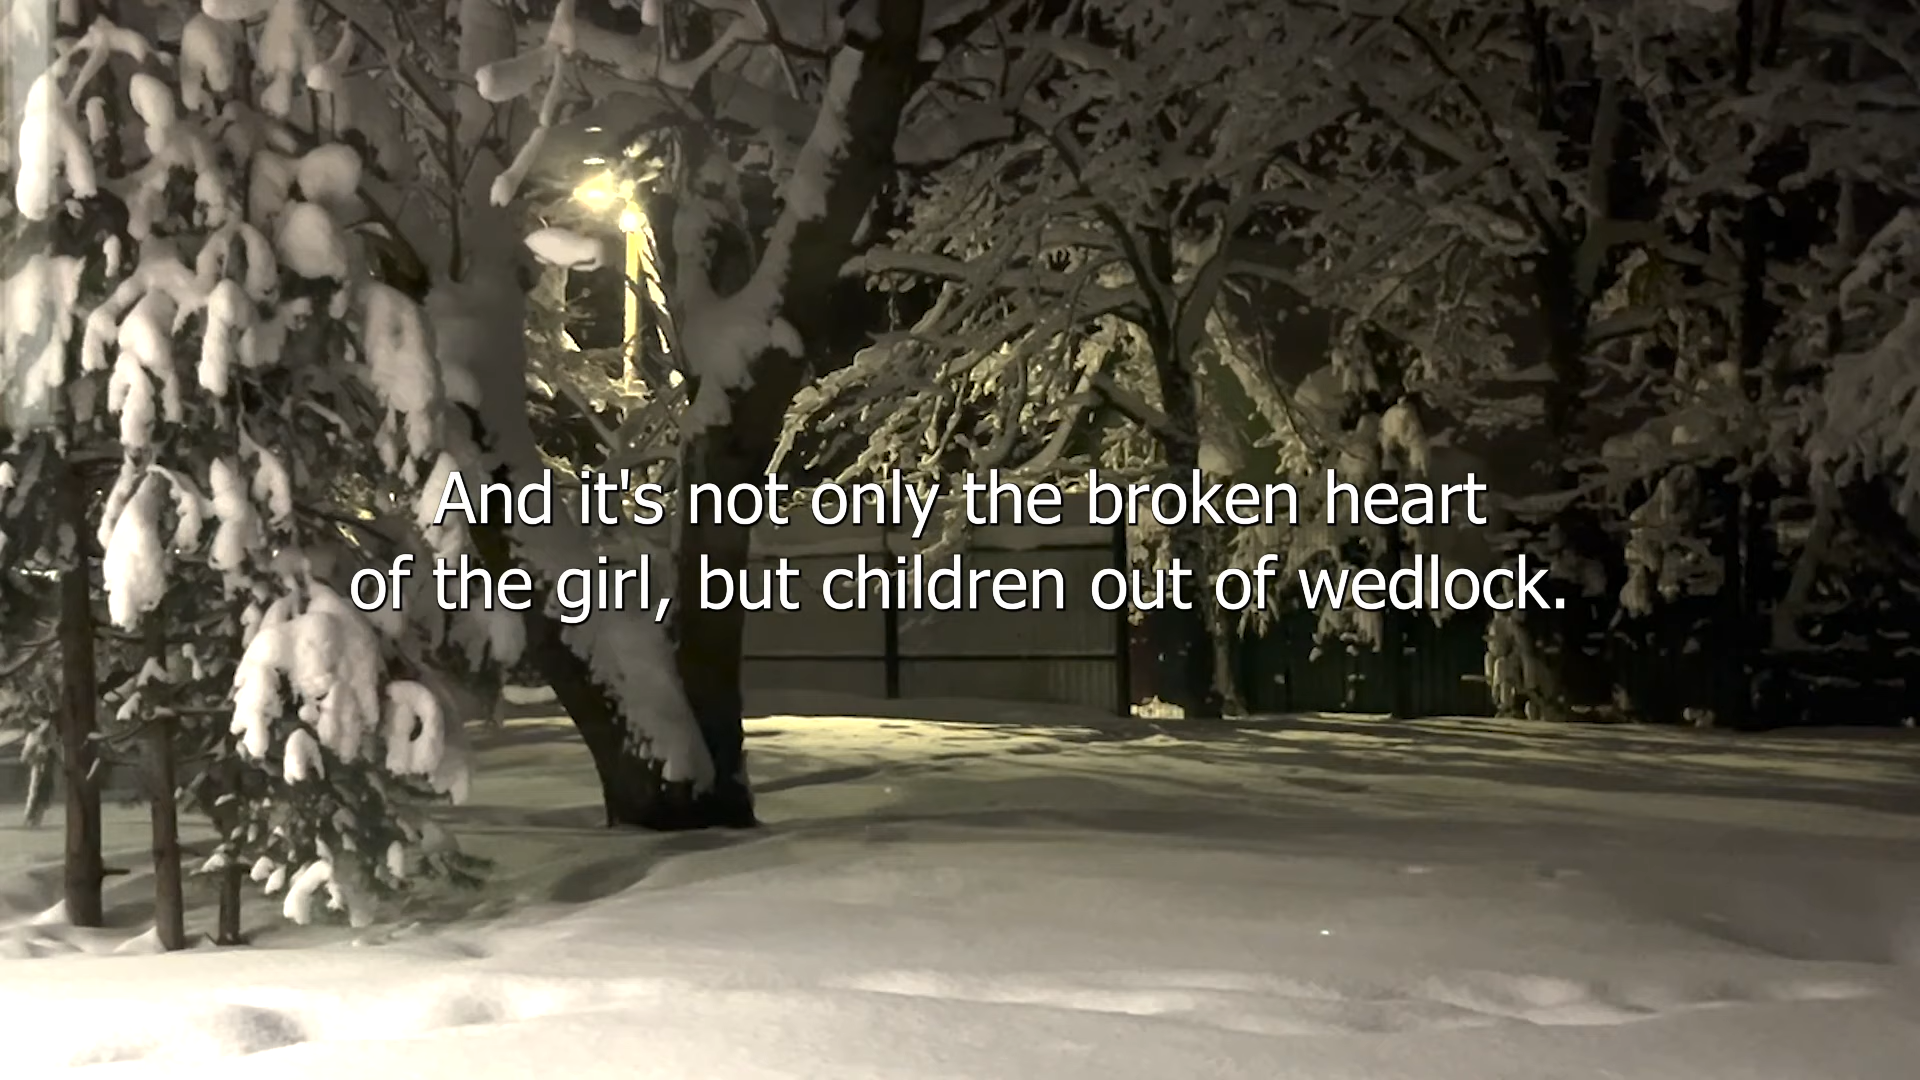 And it's not only the broken heart
of the girl, but children out of wedlock.